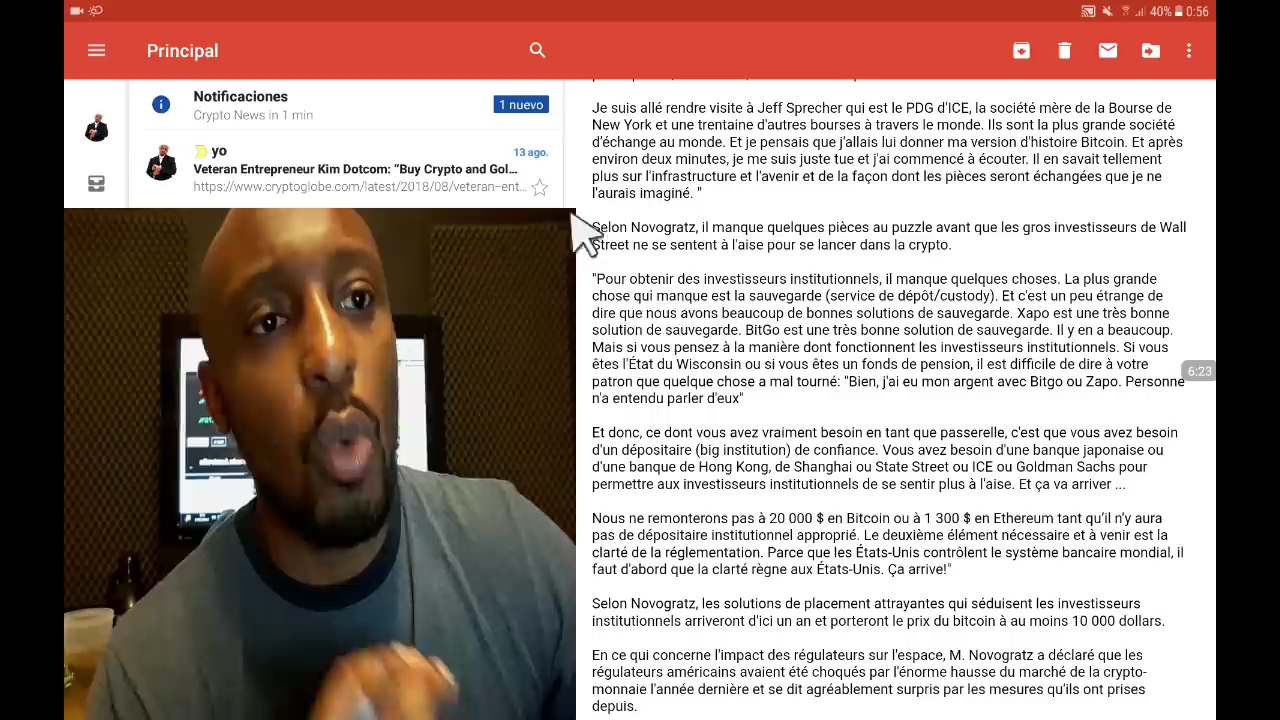 40% 0:56
Principal
Notificaciones
1 nuevo
Crypto News in 1 min
yo
13 ago.
Veteran Entrepreneur Kim Dotcom: “Buy Crypto and Gol...
https://www.cryptoglobe.com/latest/2018/08/veteran-ent...
Je suis allé rendre visite à Jeff Sprecher qui est le PDG d'ICE, la société mère de la Bourse de
New York et une trentaine d'autres bourses à travers le monde. Ils sont la plus grande société
d'échange au monde. Et je pensais que j'allais lui donner ma version d'histoire Bitcoin. Et après
environ deux minutes, je me suis juste tue et j'ai commencé à écouter. Il en savait tellement
plus sur l'infrastructure et l'avenir et de la façon dont les pièces seront échangées que je ne
l'aurais imaginé. "
Selon Novogratz, il manque quelques pièces au puzzle avant que les gros investisseurs de Wall
Street ne se sentent à l'aise pour se lancer dans la crypto.
"Pour obtenir des investisseurs institutionnels, il manque quelques choses. La plus grande
chose qui manque est la sauvegarde (service de dépôt/custody). Et c'est un peu étrange de
dire que nous avons beaucoup de bonnes solutions de sauvegarde. Xapo est une très bonne
solution de sauvegarde. BitGo est une très bonne solution de sauvegarde. Il y en a beaucoup.
Mais si vous pensez à la manière dont fonctionnent les investisseurs institutionnels. Si vous
êtes l'État du Wisconsin ou si vous êtes un fonds de pension, il est difficile de dire à votre
patron que quelque chose a mal tourné: "Bien, j'ai eu mon argent avec Bitgo ou Zapo. Personne
n'a entendu parler d'eux"
6:23
Et donc, ce dont vous avez vraiment besoin en tant que passerelle, c'est que vous avez besoin
d'un dépositaire (big institution) de confiance. Vous avez besoin d'une banque japonaise ou
d'une banque de Hong Kong, de Shanghai ou State Street ou ICE ou Goldman Sachs pour
permettre aux investisseurs institutionnels de se sentir plus à l'aise. Et ça va arriver ...
Nous ne remonterons pas à 20 000 $ en Bitcoin ou à 1 300 $ en Ethereum tant qu'il n'y aura
pas de dépositaire institutionnel approprié. Le deuxième élément nécessaire et à venir est la
clarté de la réglementation. Parce que les États-Unis contrôlent le système bancaire mondial, il
faut d'abord que la clarté règne aux États-Unis. Ça arrive!"
Selon Novogratz, les solutions de placement attrayantes qui séduisent les investisseurs
institutionnels arriveront d'ici un an et porteront le prix du bitcoin à au moins 10 000 dollars.
En ce qui concerne l'impact des régulateurs sur l'espace, M. Novogratz a déclaré que les
régulateurs américains avaient été choqués par l'énorme hausse du marché de la crypto-
monnaie l'année dernière et se dit agréablement surpris par les mesures qu'ils ont prises
depuis.